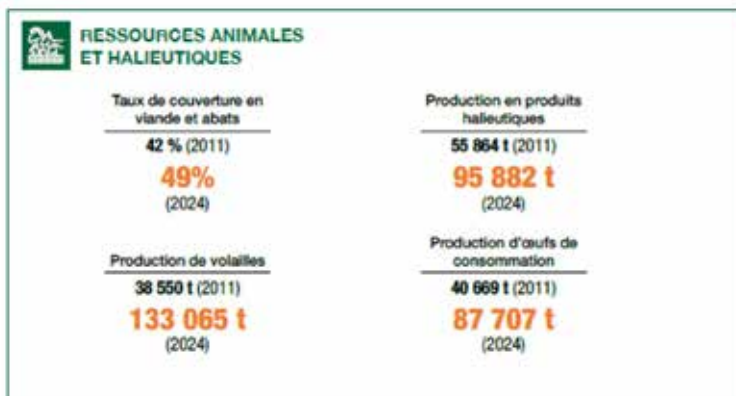 RESSOURCES ANIMALES
ET HALIEUTIQUES
Taux de couverture en
viande et abats
42 % (2011)
49%
(2024)
Production en produits
halieutiques
55 864 t (2011)
95 882 t
(2024)
Production de volailles
38 550 t (2011)
133 065 t
(2024)
Production d'œufs de
consommation
40 669 t (2011)
87 707 t
(2024)